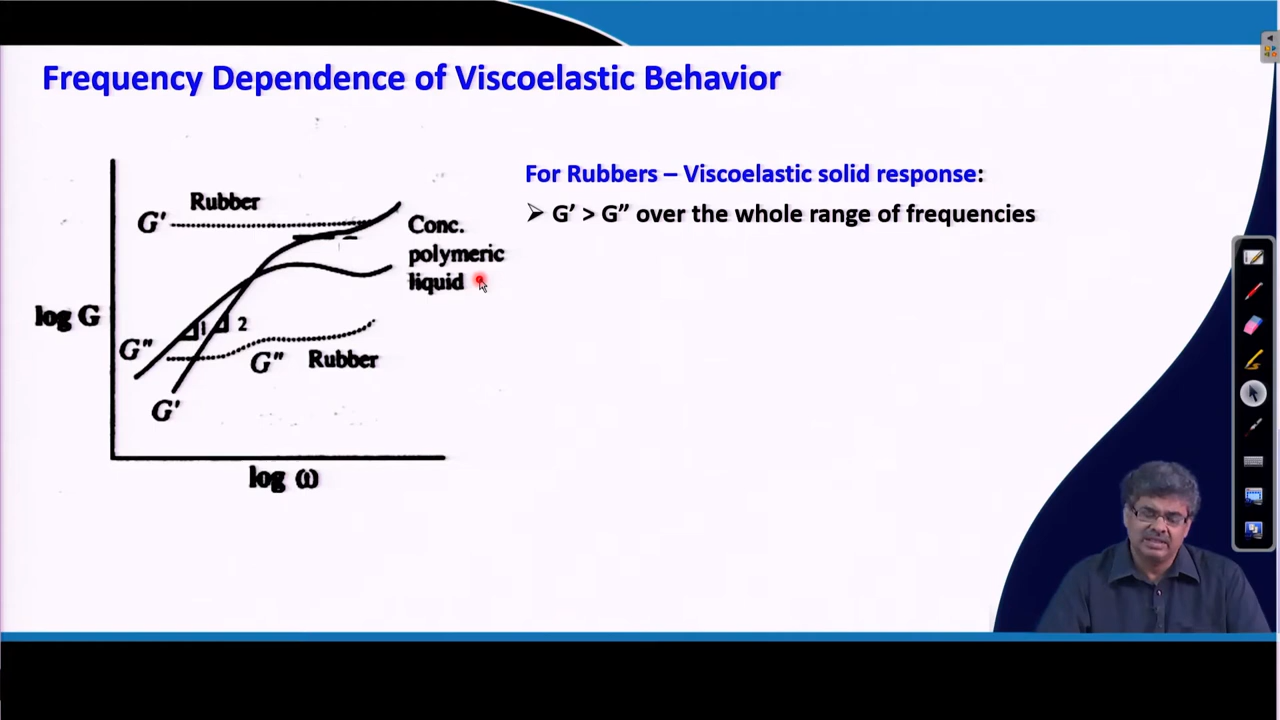 Frequency Dependence of Viscoelastic Behavior
For Rubbers – Viscoelastic solid response:
➢ G’ > G” over the whole range of frequencies
Rubber
G'
Conc.
polymeric
liquid
log G
1
2
G"
G" Rubber
G'
log ω